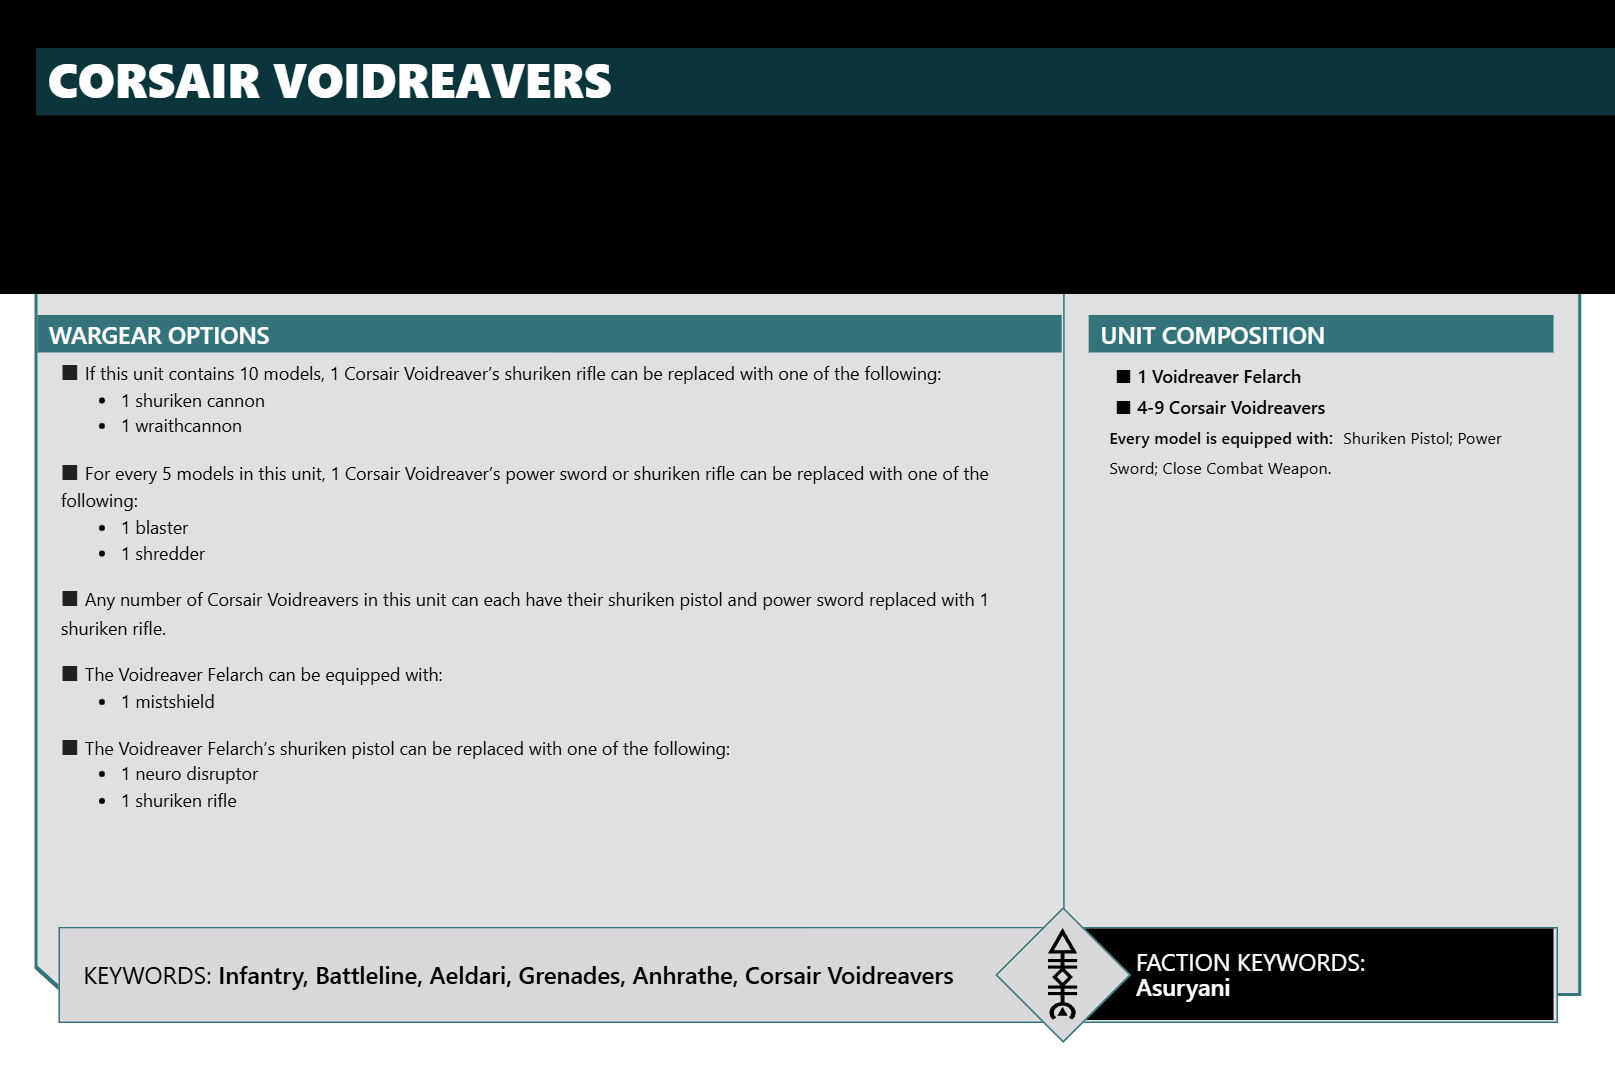 CORSAIR VOIDREAVERS
WARGEAR OPTIONS
■ If this unit contains 10 models, 1 Corsair Voidreaver’s shuriken rifle can be replaced with one of the following:
• 1 shuriken cannon
• 1 wraithcannon
■ For every 5 models in this unit, 1 Corsair Voidreaver’s power sword or shuriken rifle can be replaced with one of the
following:
• 1 blaster
• 1 shredder
■ Any number of Corsair Voidreavers in this unit can each have their shuriken pistol and power sword replaced with 1
shuriken rifle.
■ The Voidreaver Felarch can be equipped with:
• 1 mistshield
■ The Voidreaver Felarch’s shuriken pistol can be replaced with one of the following:
• 1 neuro disruptor
• 1 shuriken rifle
UNIT COMPOSITION
■ 1 Voidreaver Felarch
■ 4-9 Corsair Voidreavers
Every model is equipped with: Shuriken Pistol; Power
Sword; Close Combat Weapon.
KEYWORDS: Infantry, Battleline, Aeldari, Grenades, Anhrathe, Corsair Voidreavers
FACTION KEYWORDS:
Asuryani